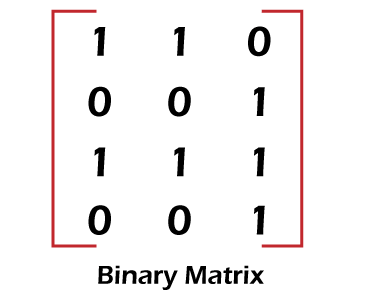 1 1 0
0 0 1
1 1 1
0 0 1
Binary Matrix